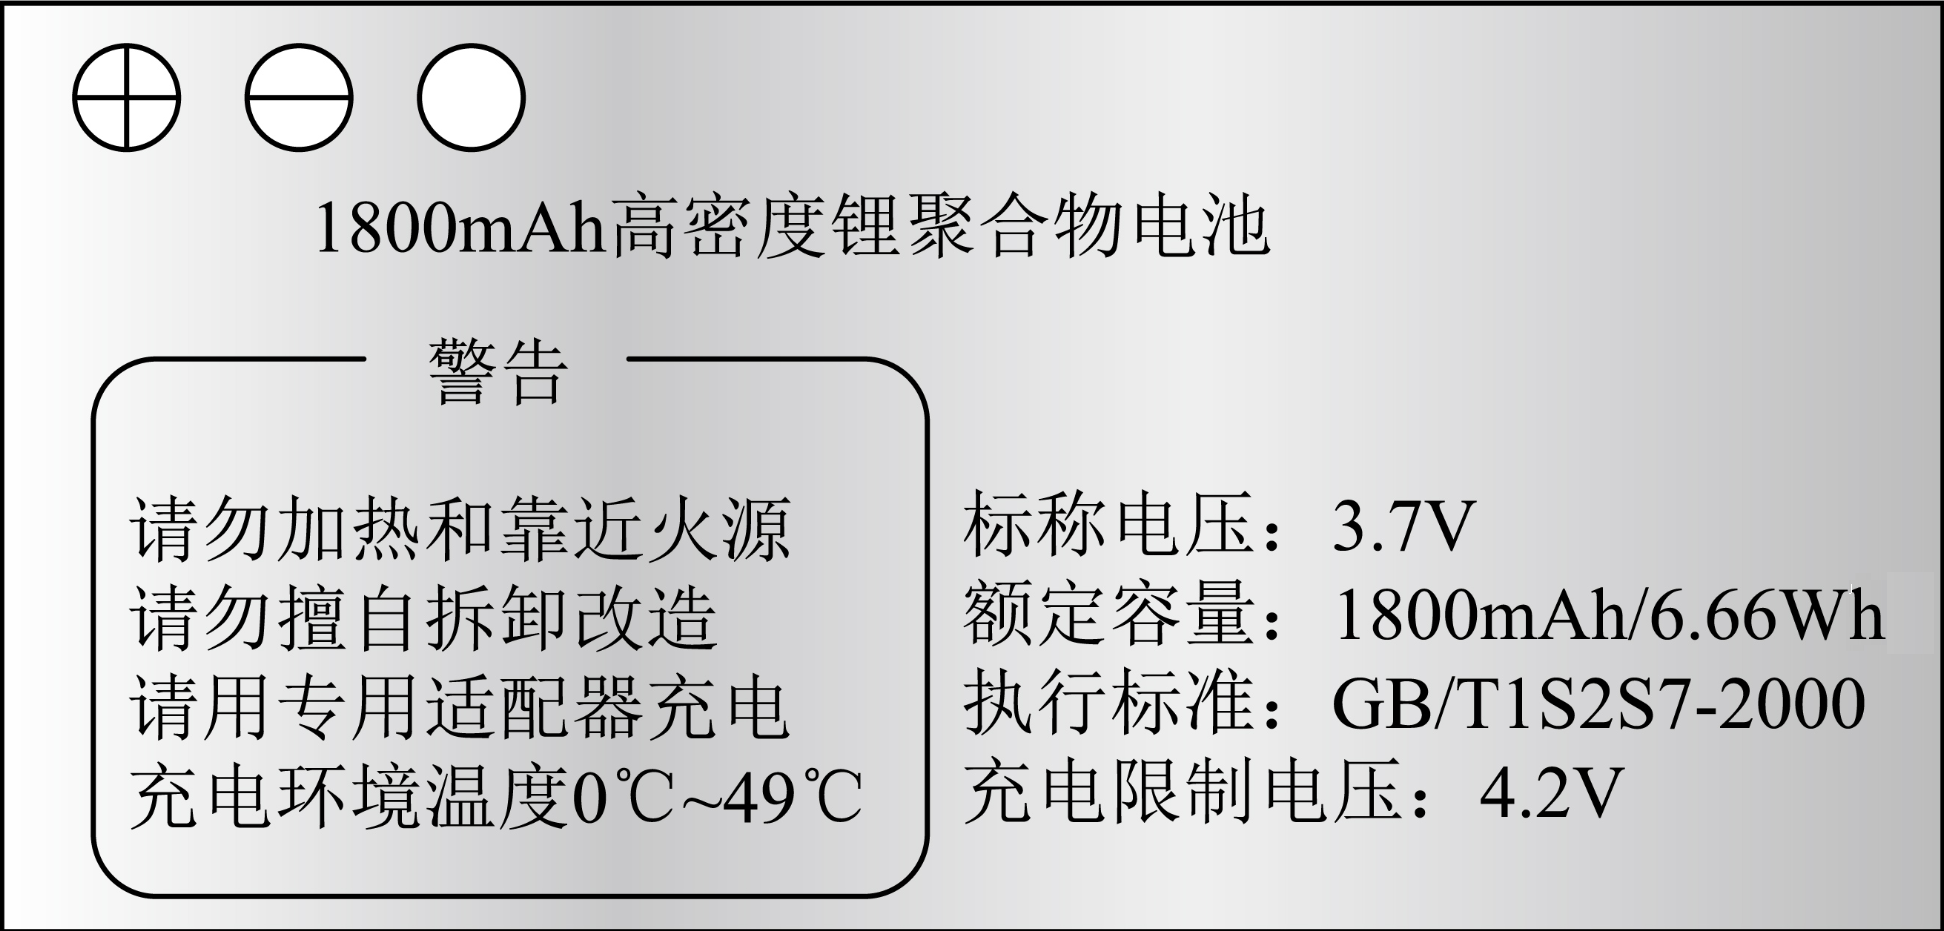 1800mAh高密度锂聚合物电池
警告
请勿加热和靠近火源
请勿擅自拆卸改造
请用专用适配器充电
充电环境温度0℃~49℃
标称电压：3.7V
额定容量：1800mAh/6.66Wh
执行标准：GB/T1S2S7-2000
充电限制电压：4.2V